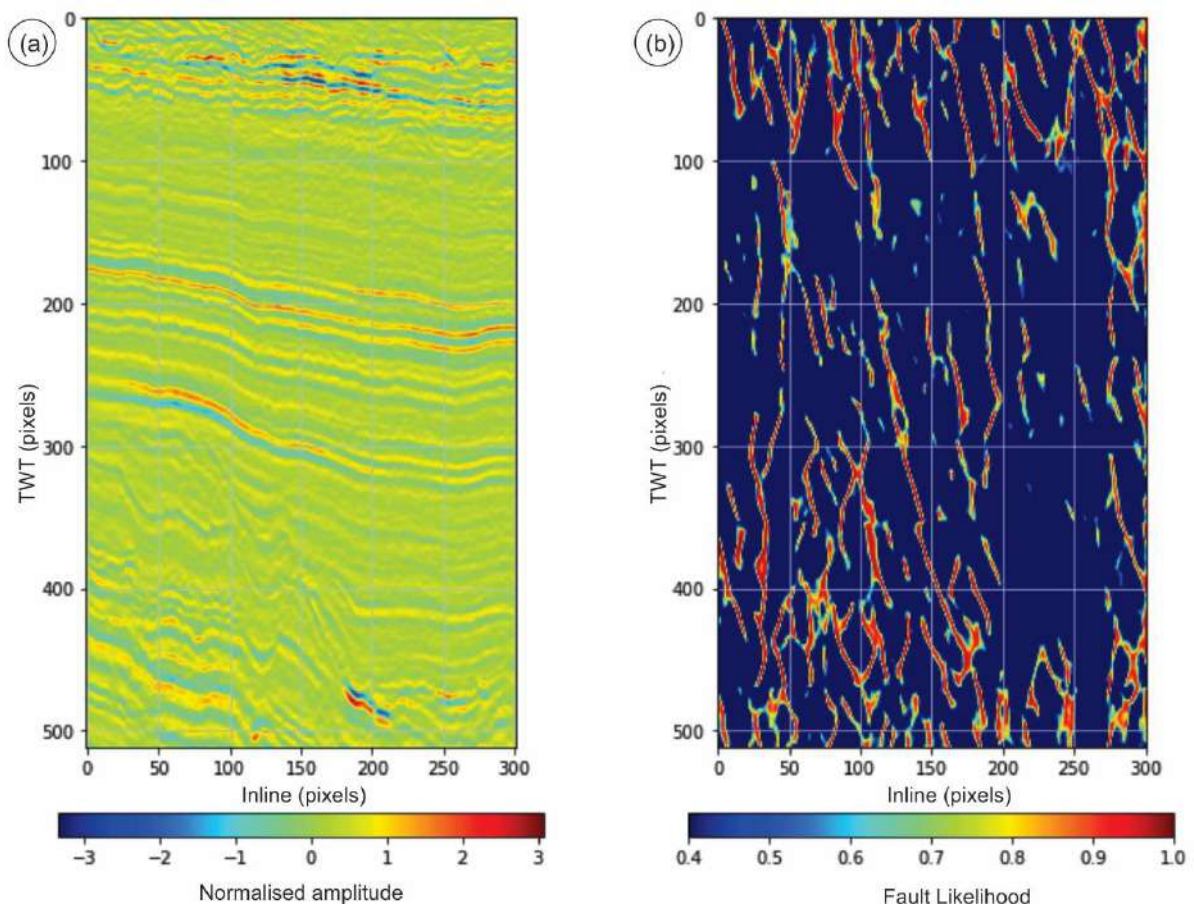 (a)
0
100
200
300
400
500
TWT (pixels)
0 50 100 150 200 250 300
Inline (pixels)
−3 −2 −1 0 1 2 3
Normalised amplitude
(b)
0
100
200
300
400
500
TWT (pixels)
0 50 100 150 200 250 300
Inline (pixels)
0.4 0.5 0.6 0.7 0.8 0.9 1.0
Fault Likelihood